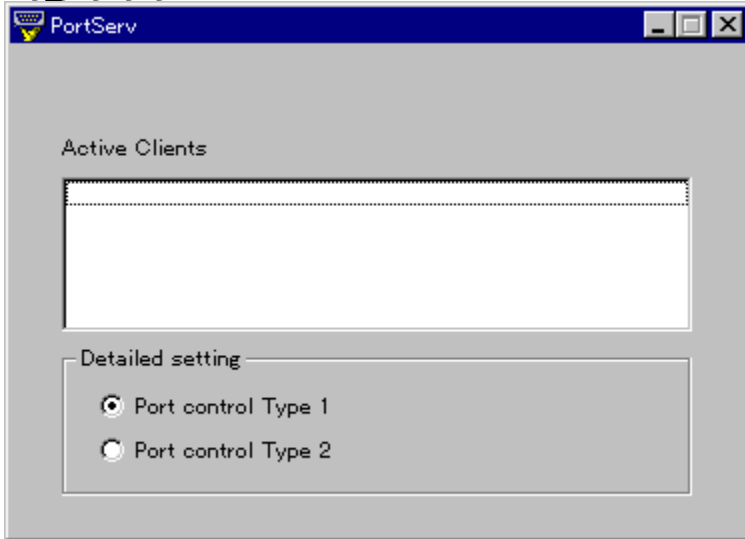 PortServ
Active Clients
Detailed setting
Port control Type 1
Port control Type 2